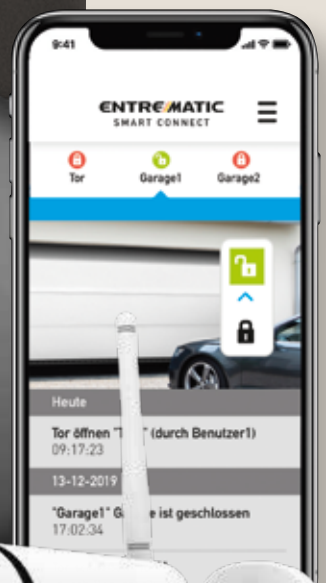 9:41
ENTREMATIC
SMART CONNECT
Tor Garage1 Garage2
Heute
Tor öffnen (durch Benutzer1)
09:17:23
13-12-2019
"Garage1" ist geschlossen
17:02:34